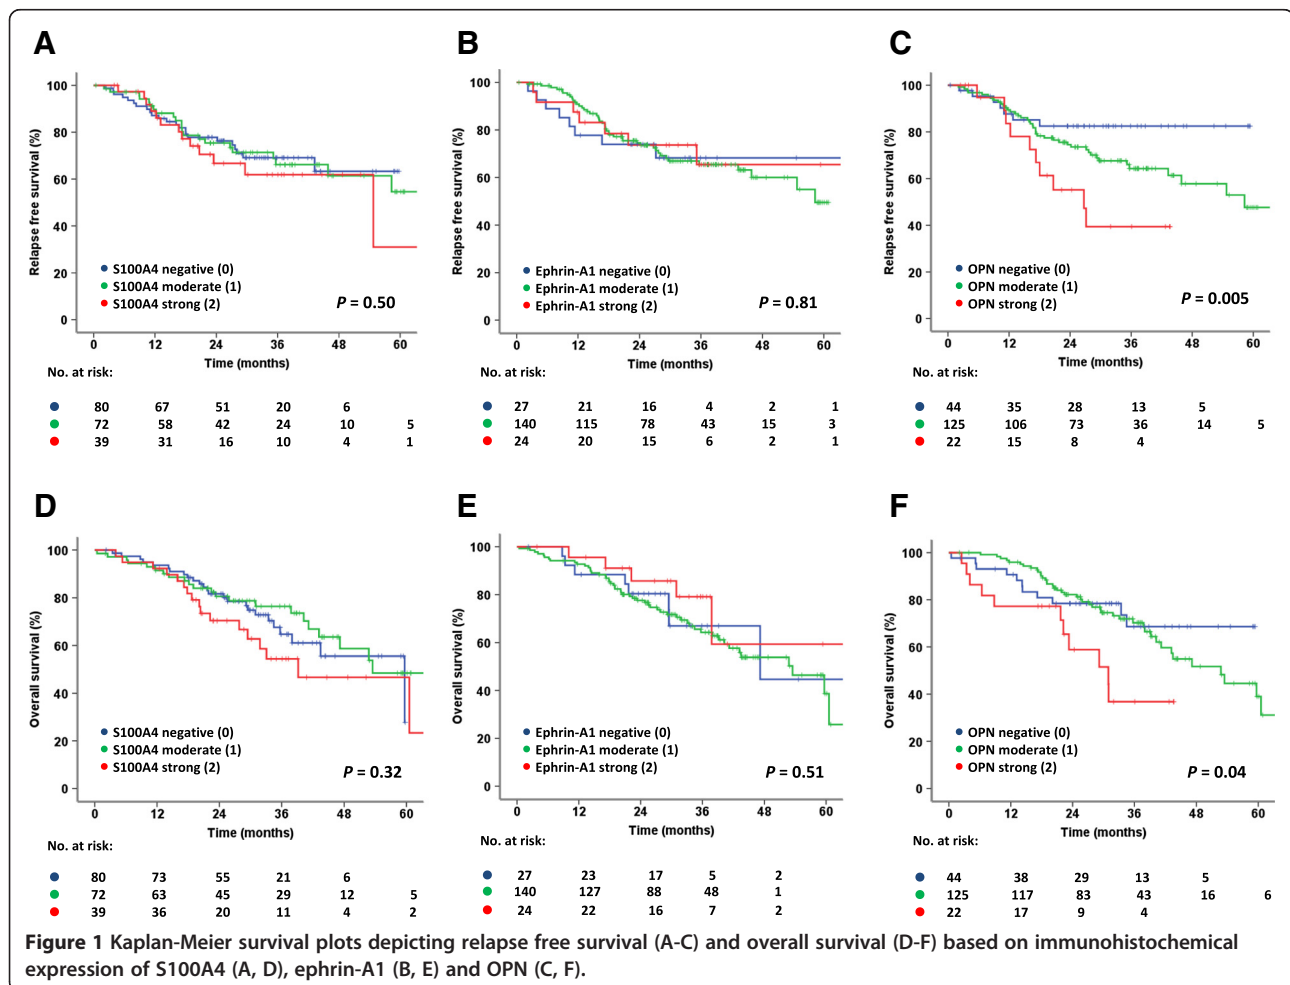 A
Relapse free survival (%)
100
80
60
40
20
0
S100A4 negative (0)
S100A4 moderate (1)
S100A4 strong (2)
P = 0.50
0 12 24 36 48 60
Time (months)
No. at risk:
80 67 51 20 6
72 58 42 24 10 5
39 31 16 10 4 1
B
Relapse free survival (%)
100
80
60
40
20
0
Ephrin-A1 negative (0)
Ephrin-A1 moderate (1)
Ephrin-A1 strong (2)
P = 0.81
0 12 24 36 48 60
Time (months)
No. at risk:
27 21 16 4 2 1
140 115 78 43 15 3
24 20 15 6 2 1
C
Relapse free survival (%)
100
80
60
40
20
0
OPN negative (0)
OPN moderate (1)
OPN strong (2)
P = 0.005
0 12 24 36 48 60
Time (months)
No. at risk:
44 35 28 13 5
125 106 73 36 14 5
22 15 8 4
D
Overall survival (%)
100
80
60
40
20
0
S100A4 negative (0)
S100A4 moderate (1)
S100A4 strong (2)
P = 0.32
0 12 24 36 48 60
Time (months)
No. at risk:
80 73 55 21 6
72 63 45 29 12 5
39 36 20 11 4 2
E
Overall survival (%)
100
80
60
40
20
0
Ephrin-A1 negative (0)
Ephrin-A1 moderate (1)
Ephrin-A1 strong (2)
P = 0.51
0 12 24 36 48 60
Time (months)
No. at risk:
27 23 17 5 2
140 127 88 48 1
24 22 16 7 2
F
Overall survival (%)
100
80
60
40
20
0
OPN negative (0)
OPN moderate (1)
OPN strong (2)
P = 0.04
0 12 24 36 48 60
Time (months)
No. at risk:
44 38 29 13 5
125 117 83 43 16 6
22 17 9 4
Figure 1 Kaplan-Meier survival plots depicting relapse free survival (A-C) and overall survival (D-F) based on immunohistochemical
expression of S100A4 (A, D), ephrin-A1 (B, E) and OPN (C, F).